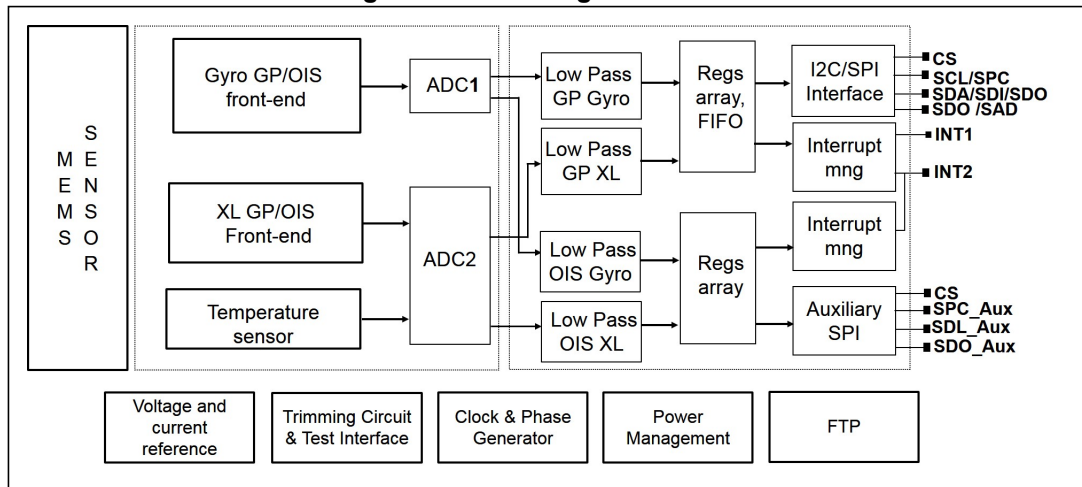 MEMS
SENSOR
Gyro GP/OIS
front-end
ADC1
XL GP/OIS
Front-end
ADC2
Temperature
sensor
Low Pass
GP Gyro
Low Pass
GP XL
Low Pass
OIS Gyro
Low Pass
OIS XL
Regs
array,
FIFO
Regs
array
I2C/SPI
Interface
Interrupt
mng
Interrupt
mng
Auxiliary
SPI
CS
SCL/SPC
SDA/SDI/SDO
SDO /SAD
INT1
INT2
CS
SPC_Aux
SDL_Aux
SDO_Aux
Voltage and
current
reference
Trimming Circuit
& Test Interface
Clock & Phase
Generator
Power
Management
FTP